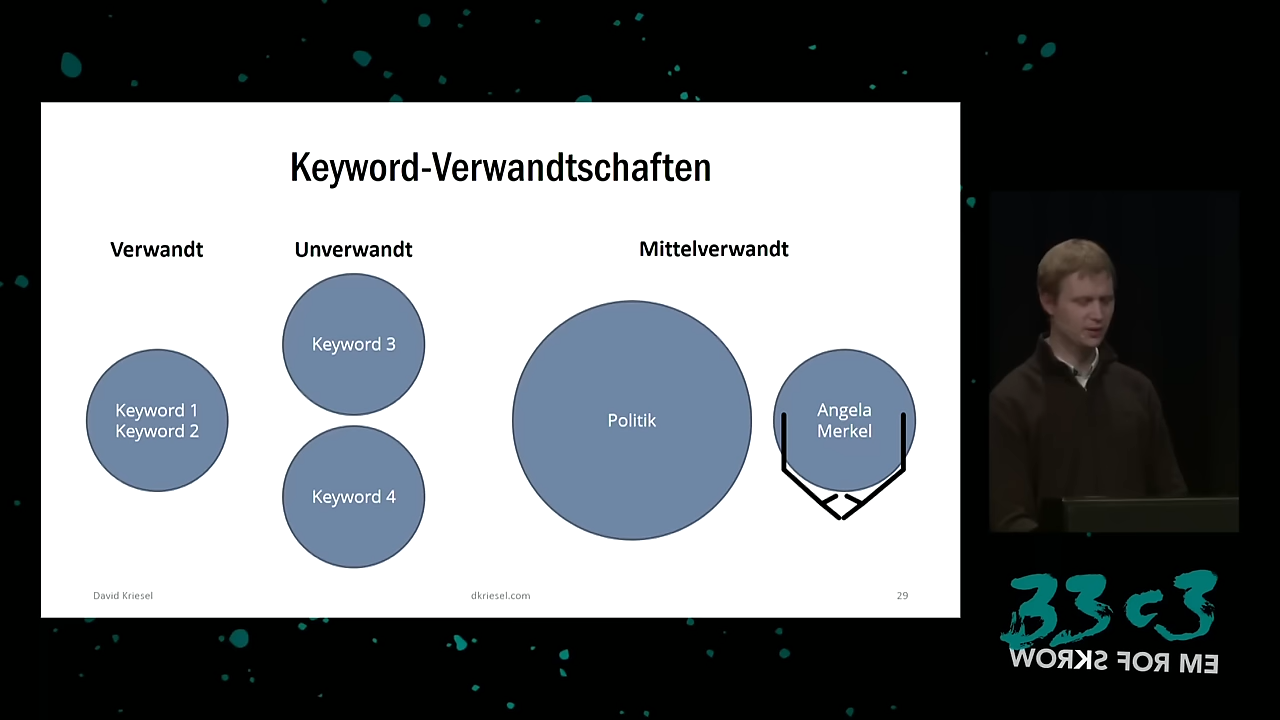 Keyword-Verwandtschaften
Verwandt
Unverwandt
Mittelverwandt
Keyword 1
Keyword 2
Keyword 3
Keyword 4
Politik
Angela
Merkel
David Kriesel
dkriesel.com
29
33c3
WORKS FOR ME